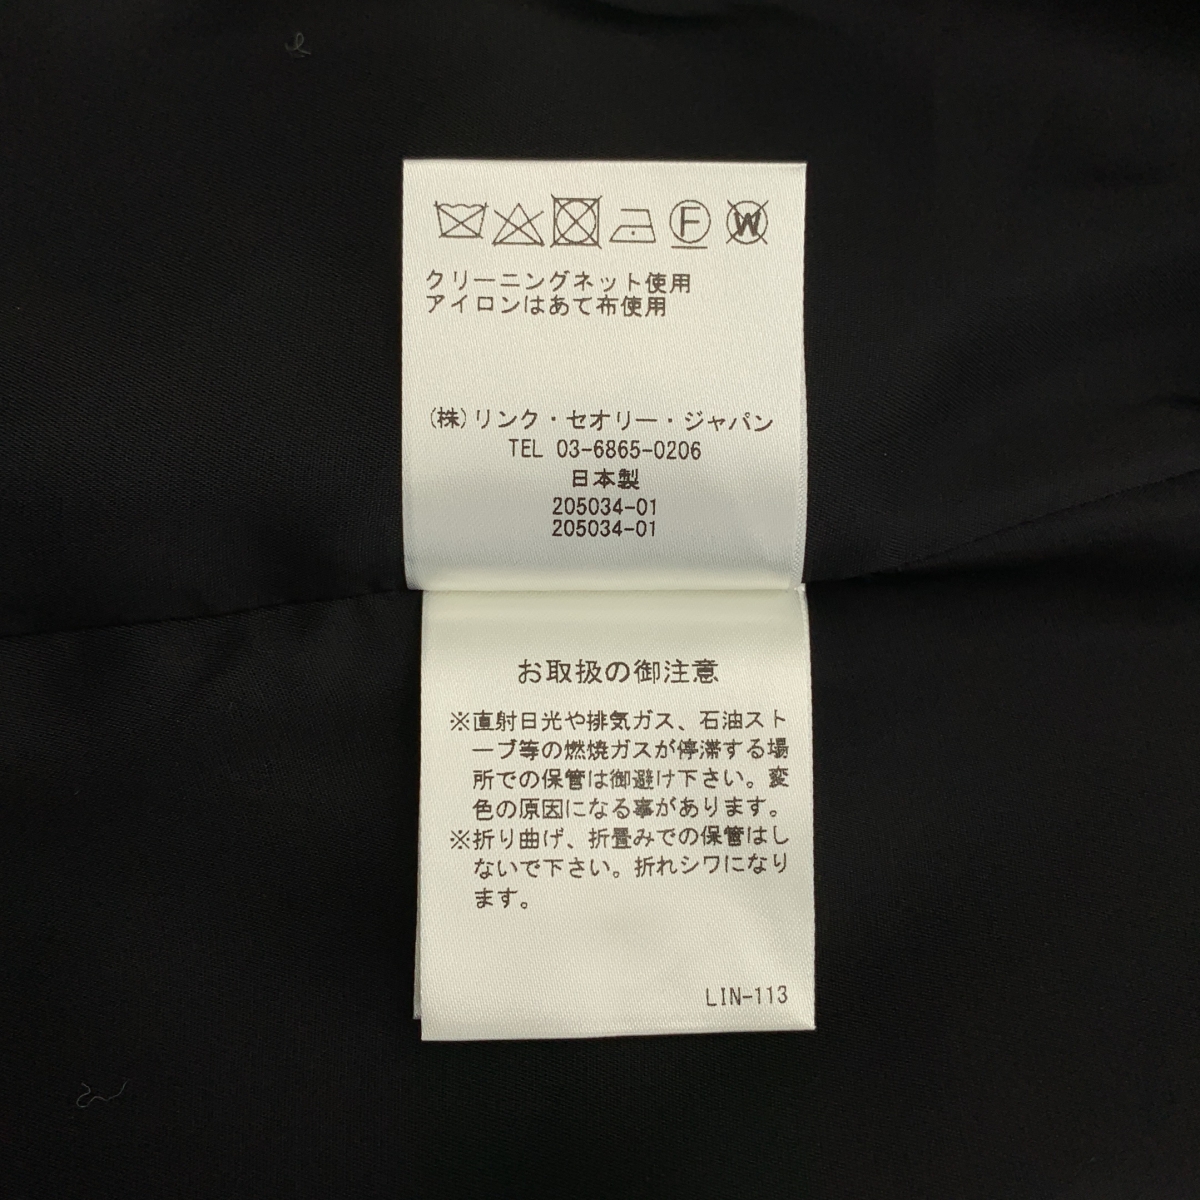 F W
クリーニングネット使用
アイロンはあて布使用
(株)リンク・セオリー・ジャパン
TEL 03-6865-0206
日本製
205034-01
205034-01
お取扱の御注意
※直射日光や排気ガス、石油スト
ーブ等の燃焼ガスが停滞する場
所での保管は御避け下さい。変
色の原因になる事があります。
※折り曲げ、折畳みでの保管はし
ないで下さい。折れシワになり
ます。
LIN-113